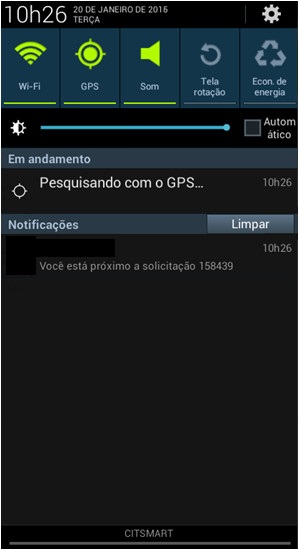 10h26
20 DE JANEIRO DE 2015
TERÇA
Wi-Fi
GPS
Som
Tela
rotação
Econ. de
energia
Autom
ático
Em andamento
Pesquisando com o GPS...
10h26
Notificações
Limpar
10h26
Você está próximo a solicitação 158439
CITSMART